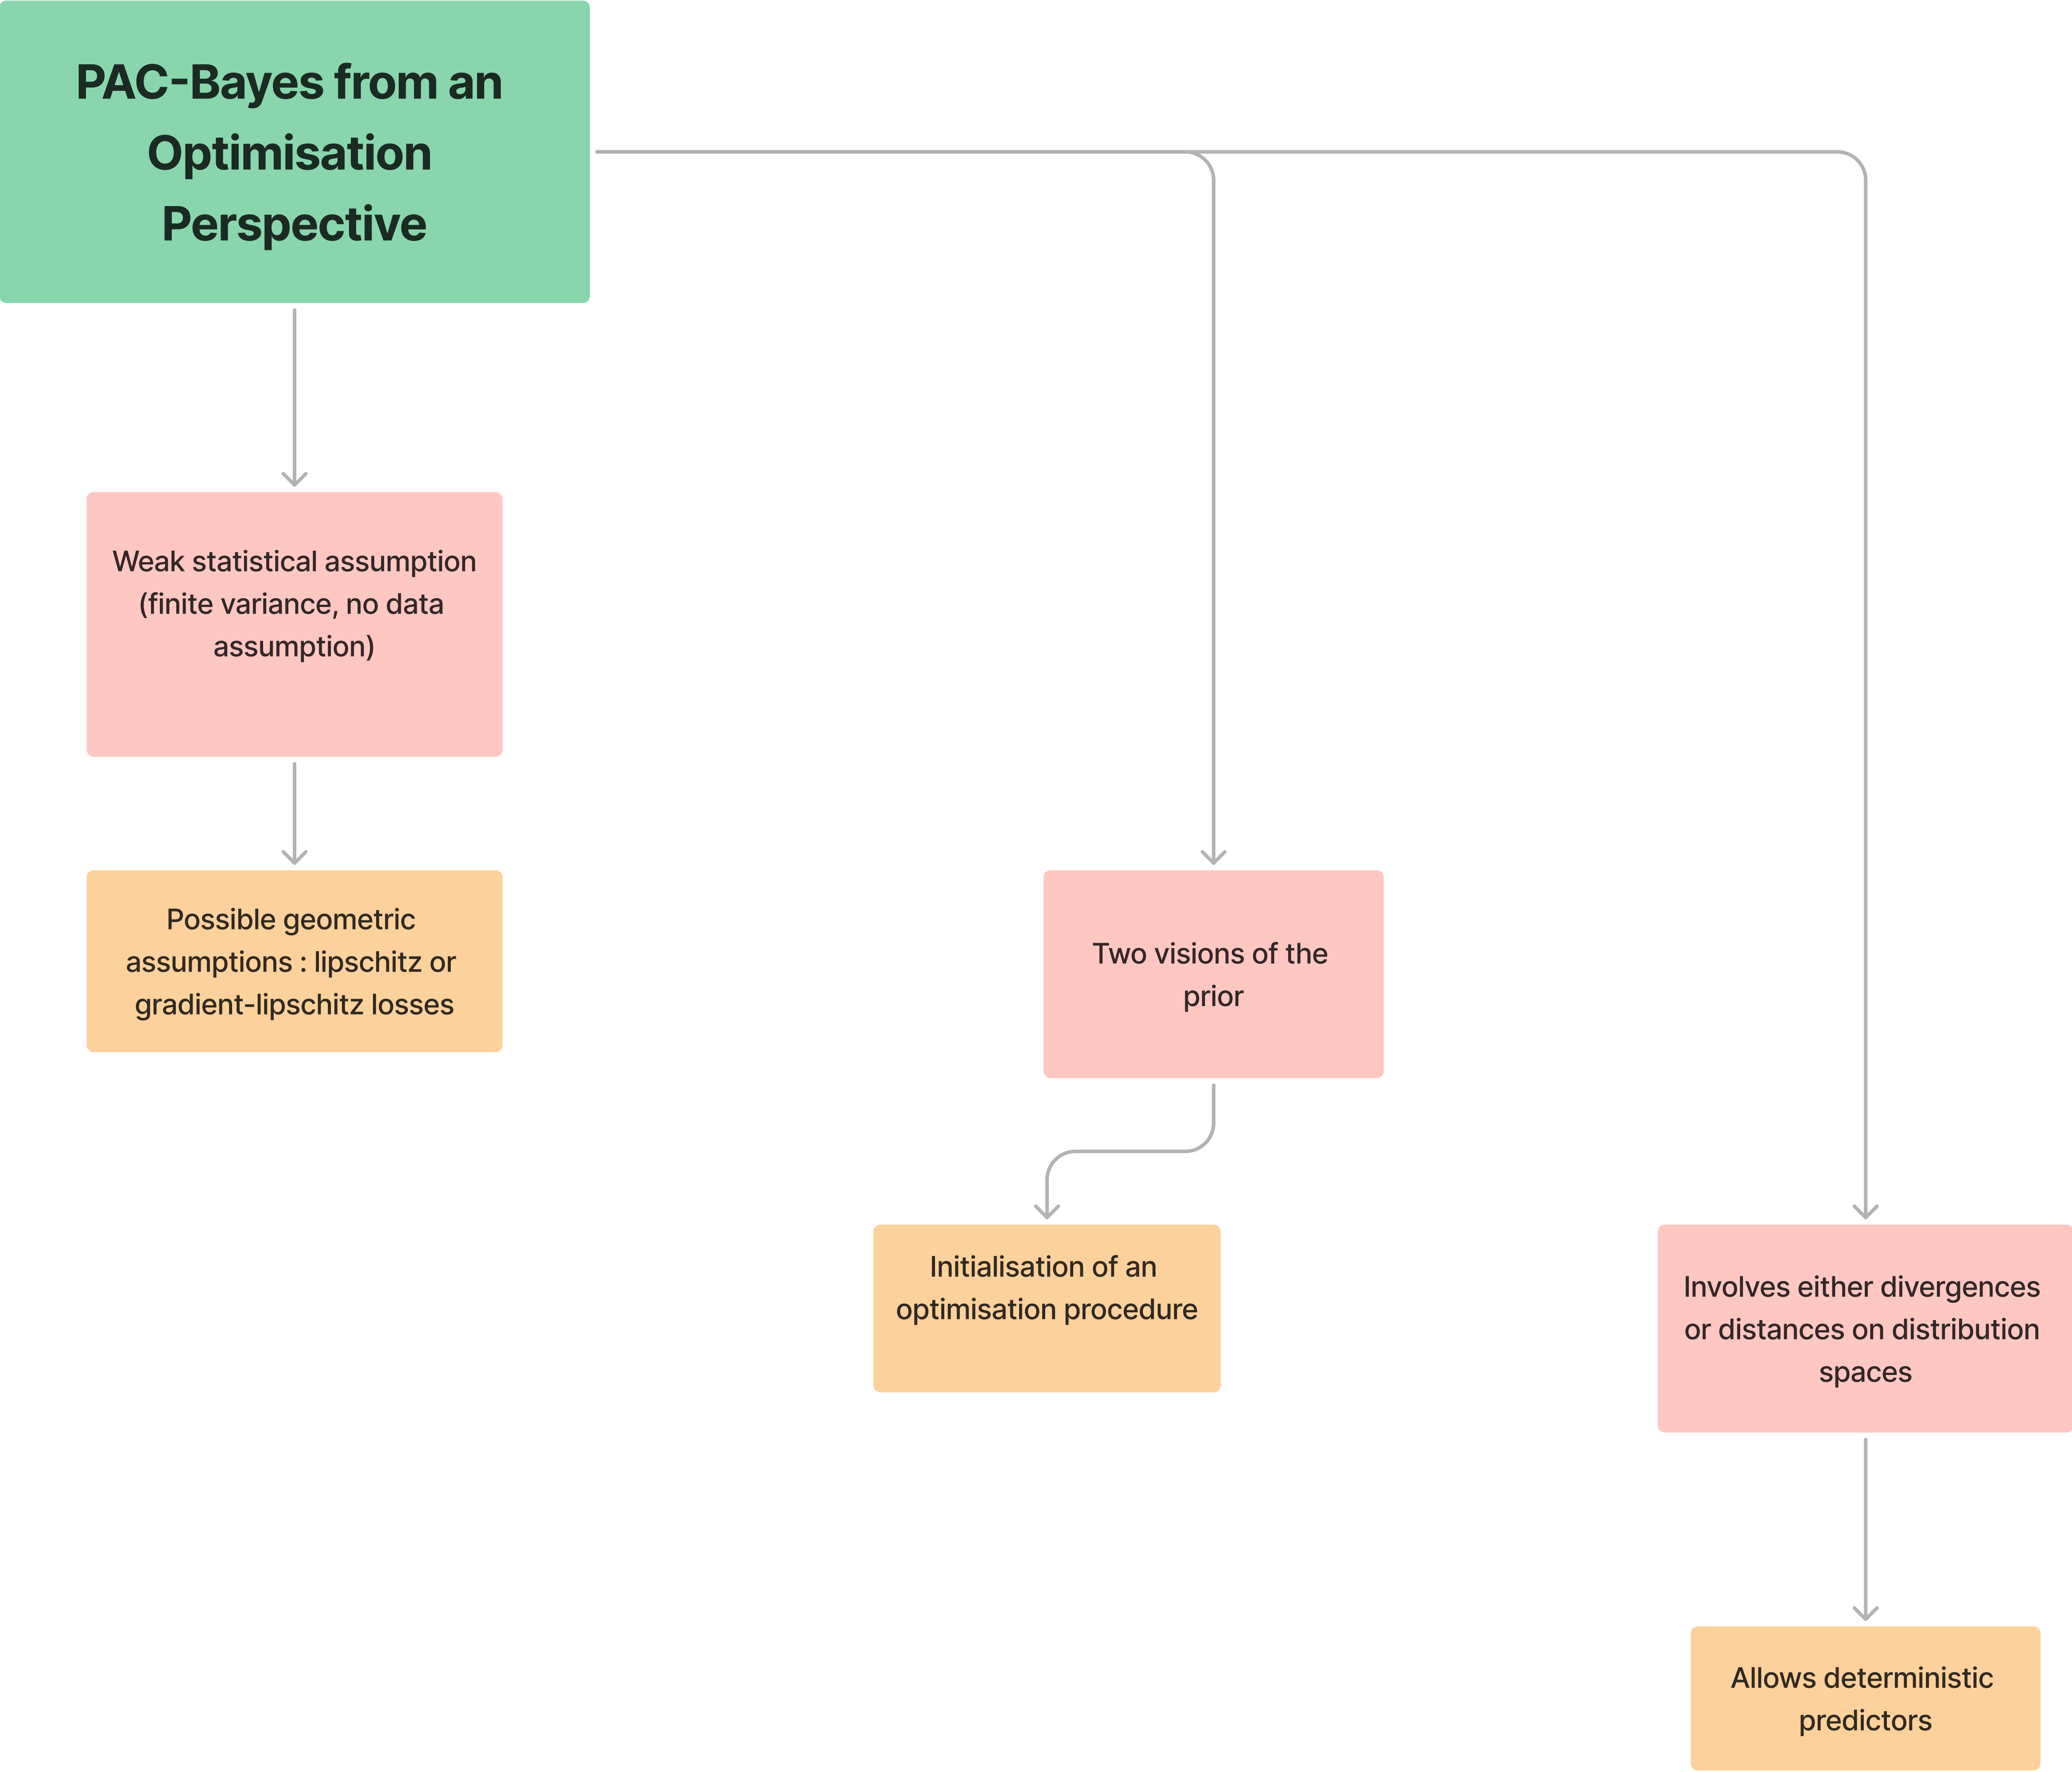 PAC-Bayes from an
Optimisation
Perspective
Weak statistical assumption
(finite variance, no data
assumption)
Possible geometric
assumptions : lipschitz or
gradient-lipschitz losses
Two visions of the
prior
Initialisation of an
optimisation procedure
Involves either divergences
or distances on distribution
spaces
Allows deterministic
predictors